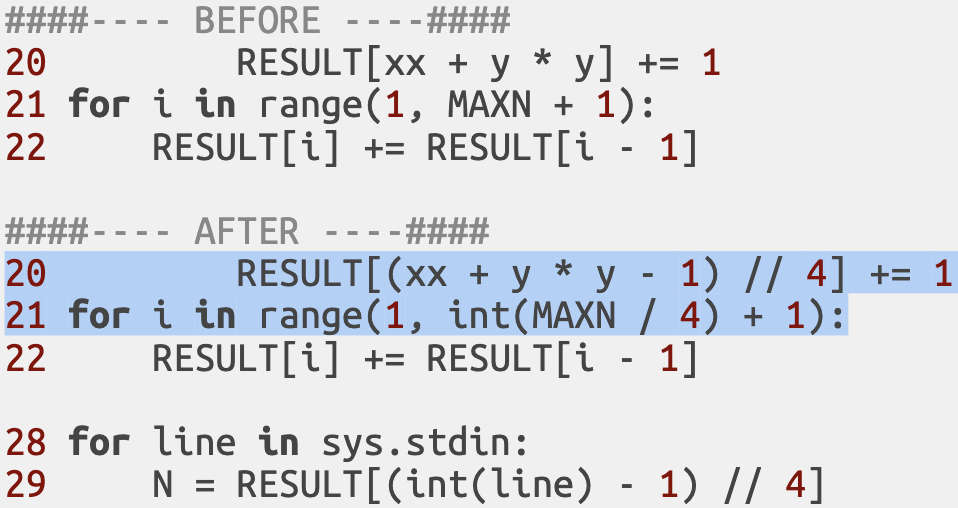 ####---- BEFORE ----####
20         RESULT[xx + y * y] += 1
21 for i in range(1, MAXN + 1):
22     RESULT[i] += RESULT[i - 1]
####---- AFTER ----####
20         RESULT[(xx + y * y - 1) // 4] += 1
21 for i in range(1, int(MAXN / 4) + 1):
22     RESULT[i] += RESULT[i - 1]
28 for line in sys.stdin:
29     N = RESULT[(int(line) - 1) // 4]